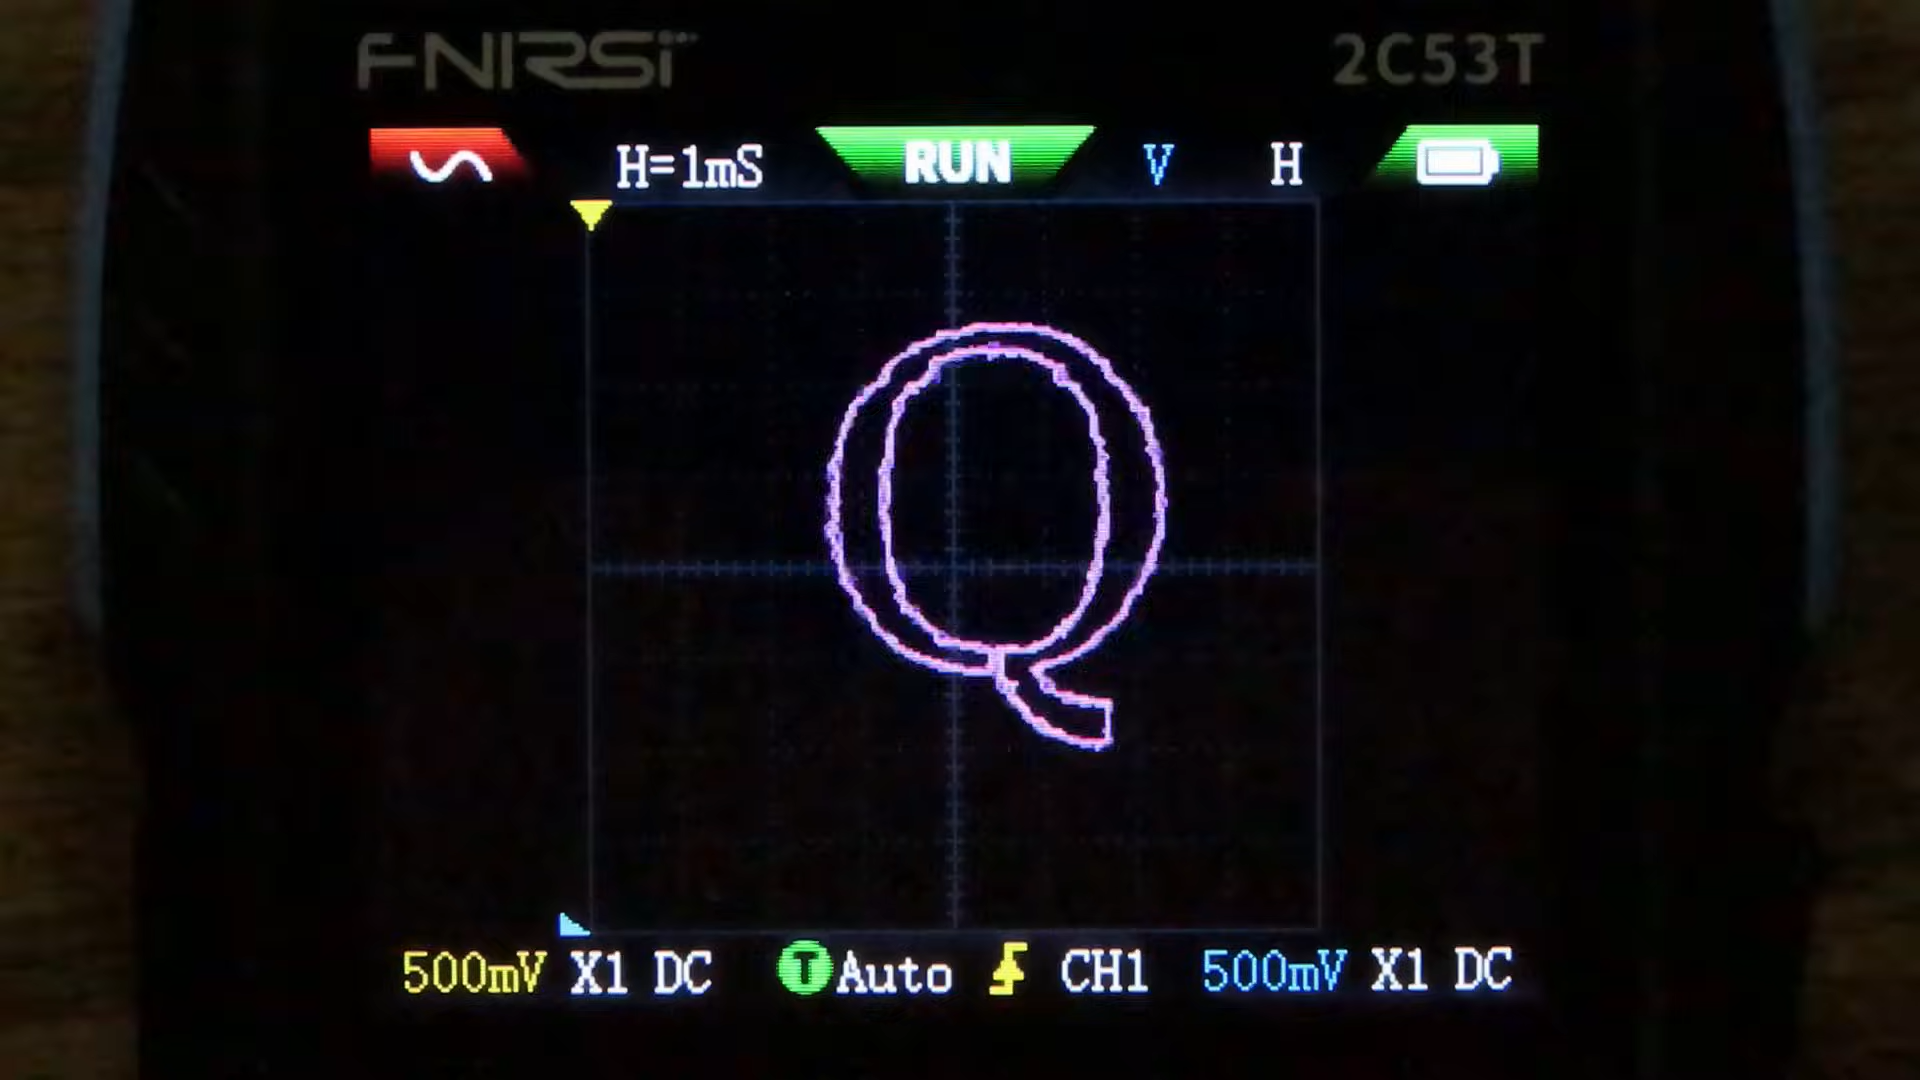 FNIRSI 2C53T
H=1mS RUN V H
Q
500mV X1 DC T Auto CH1 500mV X1 DC